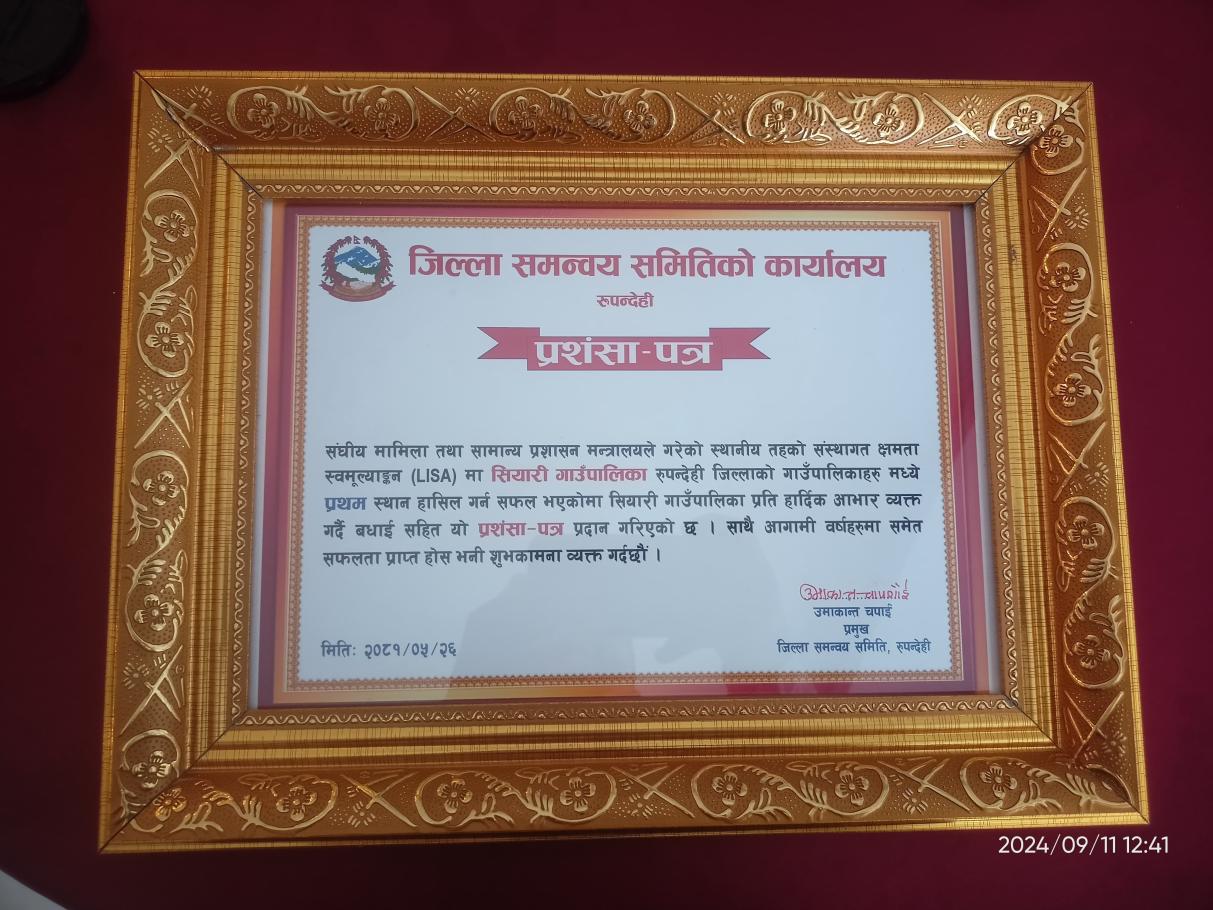 जिल्ला समन्वय समितिको कार्यालय
रुपन्देही
प्रशंसा-पत्र
संघीय मामिला तथा सामान्य प्रशासन मन्त्रालयले गरेको स्थानीय तहको संस्थागत क्षमता
स्वमूल्याङ्कन (LISA) मा सियारी गाउँपालिका रुपन्देही जिल्लाको गाउँपालिकाहरु मध्ये
प्रथम स्थान हासिल गर्न सफल भएकोमा सियारी गाउँपालिका प्रति हार्दिक आभार व्यक्त
गर्दै बधाई सहित यो प्रशंसा-पत्र प्रदान गरिएको छ । साथै आगामी वर्षहरुमा समेत
सफलता प्राप्त होस भनी शुभकामना व्यक्त गर्दछौं ।
उमाकान्त चपाई
प्रमुख
मितिः २०८१/०५/२६
जिल्ला समन्वय समिति, रुपन्देही
2024/09/11 12:41